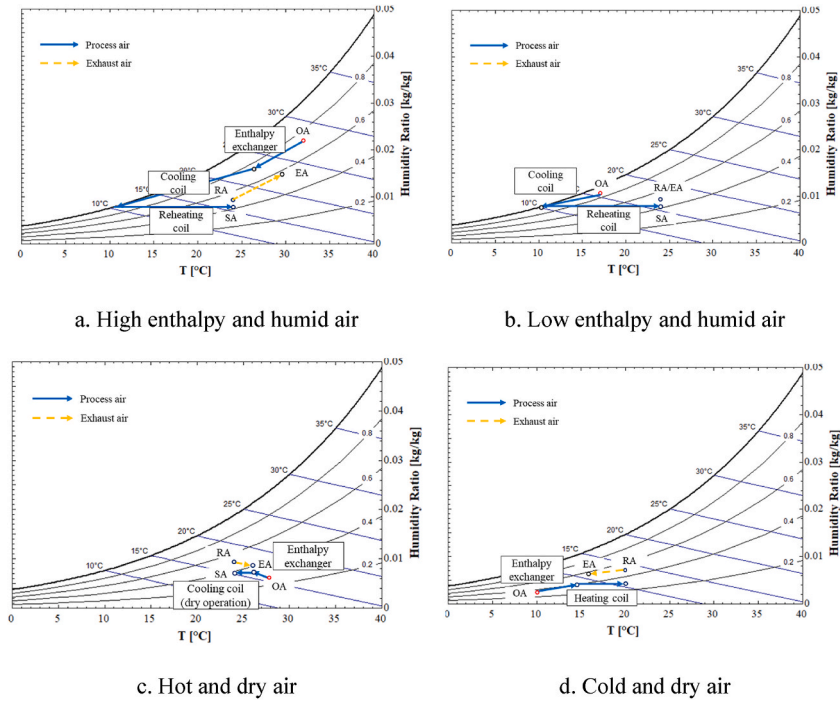 Process air
Exhaust air
Enthalpy
exchanger
OA
EA
Cooling
coil
RA
SA
Reheating
coil
10°C
15°C
20°C
30°C
35°C
0.8
0.6
0.4
0.2
0.05
0.04
0.03
0.02
0.01
0
Humidity Ratio [kg/kg]
0 5 10 15 20 25 30 35 40
T [°C]
a. High enthalpy and humid air
Process air
Exhaust air
Cooling
coil
OA
RA/EA
SA
Reheating
coil
10°C
15°C
20°C
25°C
30°C
35°C
0.8
0.6
0.4
0.2
0.05
0.04
0.03
0.02
0.01
0
Humidity Ratio [kg/kg]
0 5 10 15 20 25 30 35 40
T [°C]
b. Low enthalpy and humid air
Process air
Exhaust air
Enthalpy
exchanger
RA
EA
SA
OA
Cooling coil
(dry operation)
10°C
15°C
20°C
25°C
30°C
35°C
0.8
0.6
0.4
0.2
0.05
0.04
0.03
0.02
0.01
0
Humidity Ratio [kg/kg]
0 5 10 15 20 25 30 35 40
T [°C]
c. Hot and dry air
Process air
Exhaust air
Enthalpy
exchanger
EA
RA
OA
Heating coil
15°C
20°C
25°C
30°C
35°C
0.8
0.6
0.4
0.2
0.05
0.04
0.03
0.02
0.01
0
Humidity Ratio [kg/kg]
0 5 10 15 20 25 30 35 40
T [°C]
d. Cold and dry air